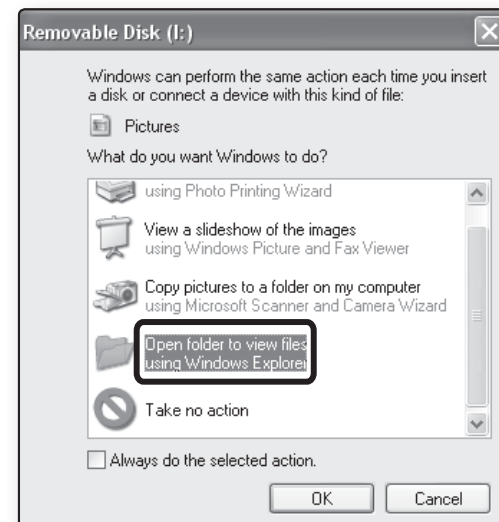 Removable Disk (I:)
Windows can perform the same action each time you insert
a disk or connect a device with this kind of file:
Pictures
What do you want Windows to do?
using Photo Printing Wizard
View a slideshow of the images
using Windows Picture and Fax Viewer
Copy pictures to a folder on my computer
using Microsoft Scanner and Camera Wizard
Open folder to view files
using Windows Explorer
Take no action
Always do the selected action.
OK
Cancel